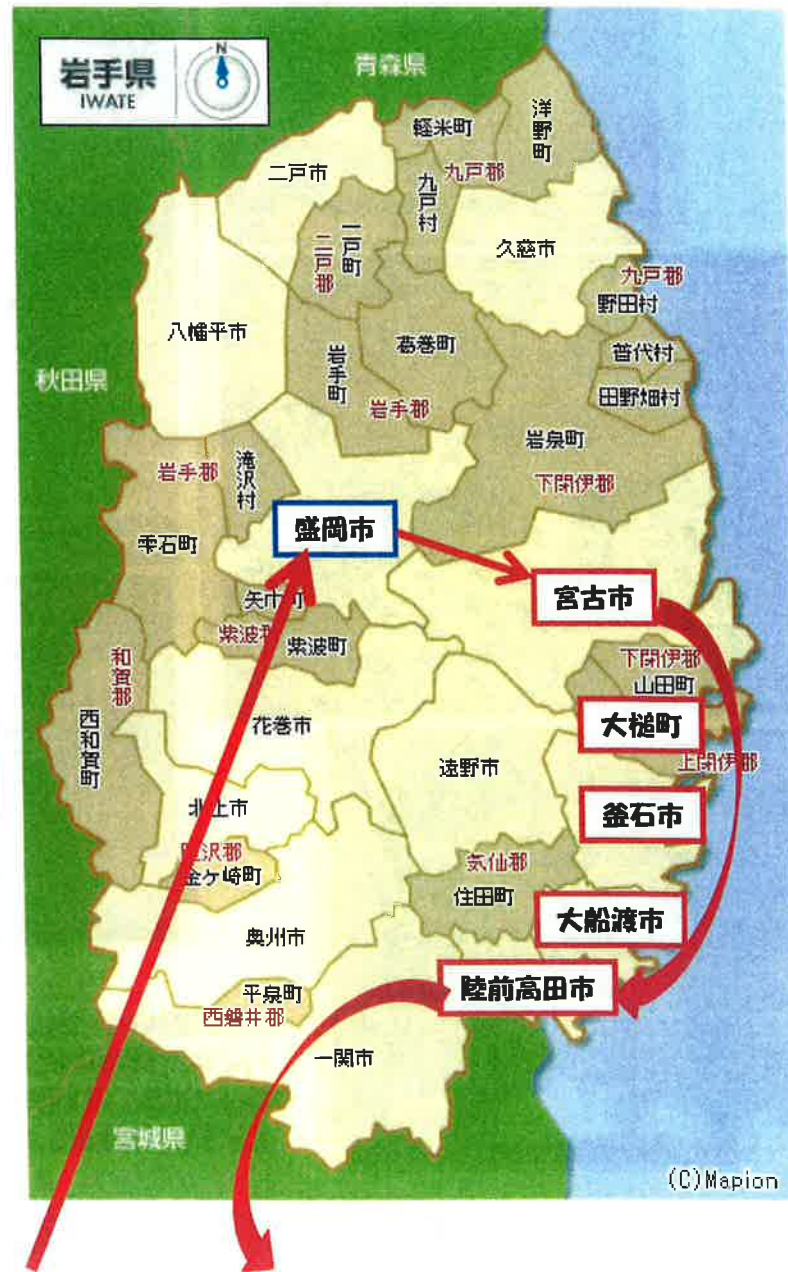 岩手県
IWATE
N
青森県
軽米町
洋野町
九戸郡
二戸市
九戸村
一戸町
二戸郡
久慈市
九戸郡
野田村
八幡平市
葛巻町
普代村
岩手町
田野畑村
秋田県
岩手郡
岩泉町
岩手郡
滝沢村
下閉伊郡
盛岡市
雫石町
宮古市
矢巾町
紫波郡
紫波町
下閉伊郡
山田町
和賀郡
大槌町
花巻市
西和賀町
遠野市
上閉伊郡
北上市
釜石市
金ケ崎町
気仙郡
住田町
大船渡市
奥州市
陸前高田市
平泉町
西磐井郡
一関市
宮城県
(C)Mapion